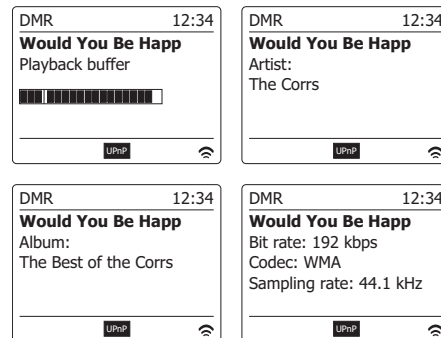 DMR 12:34
Would You Be Happ
Playback buffer
UPnP
DMR 12:34
Would You Be Happ
Artist:
The Corrs
UPnP
DMR 12:34
Would You Be Happ
Album:
The Best of the Corrs
UPnP
DMR 12:34
Would You Be Happ
Bit rate: 192 kbps
Codec: WMA
Sampling rate: 44.1 kHz
UPnP